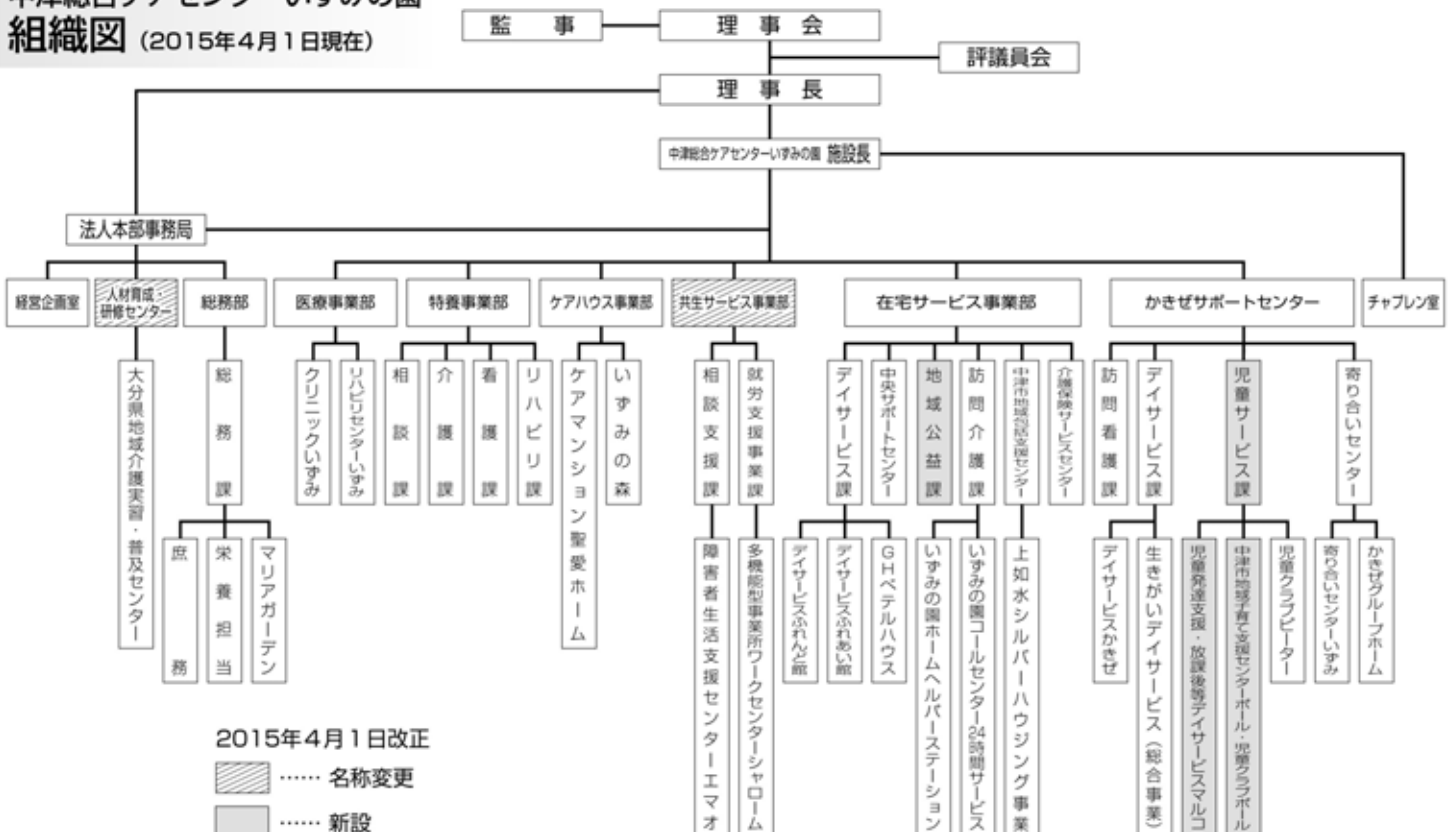 中津総合ケアセンターいずみの園
組織図（2015年4月1日現在）
監事
理事会
評議員会
理事長
中津総合ケアセンターいずみの園 施設長
法人本部事務局
経営企画室
人材育成・
研修センター
総務部
医療事業部
特養事業部
ケアハウス事業部
共生サービス事業部
在宅サービス事業部
かきぜサポートセンター
チャプレン室
大分県地域介護実習・普及センター
総務課
クリニックいずみ
リハビリセンターいずみ
相談課
介護課
看護課
リハビリ課
ケアマンション聖愛ホーム
いずみの森
相談支援課
就労支援事業課
デイサービス課
中央サポートセンター
地域公益課
訪問介護課
中津市地域包括支援センター
介護保険サービスセンター
訪問看護課
デイサービス課
児童サービス課
寄り合いセンター
庶務
栄養担当
マリアガーデン
障害者生活支援センターエマオ
多機能型事業所ワークセンターシャローム
デイサービスふれんど館
デイサービスふれあい館
GHベテルハウス
いずみの園ホームヘルパーステーション
いずみの園コールセンター24時間サービス
上如水シルバーハウジング事業
デイサービスかきぜ
生きがいデイサービス（総合事業）
児童発達支援・放課後等デイサービスマルコ
中津市地域子育て支援センターポール・児童クラブポール
児童クラブピーター
寄り合いセンターいずみ
かきぜグループホーム
2015年4月1日改正
…… 名称変更
…… 新設